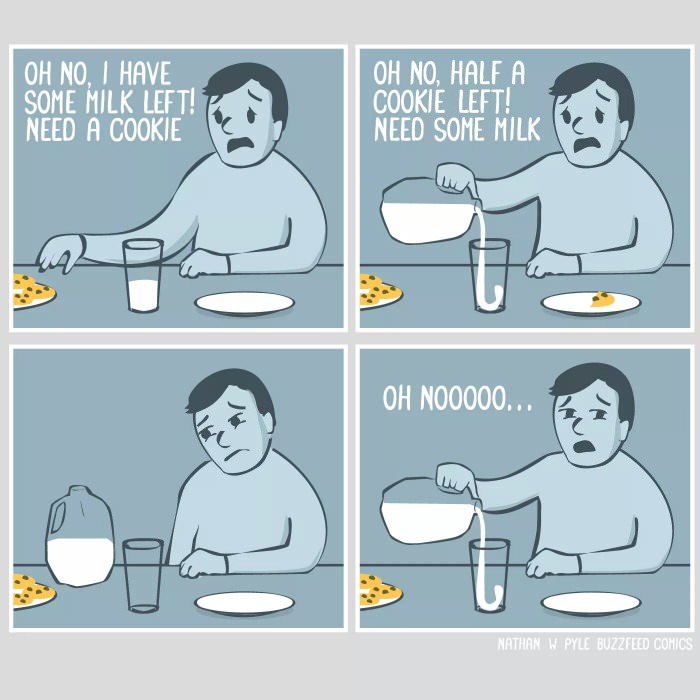 OH NO, I HAVE
SOME MILK LEFT!
NEED A COOKIE
OH NO, HALF A
COOKIE LEFT!
NEED SOME MILK
OH NOOOOO...
NATHAN W PYLE BUZZFEED COMICS